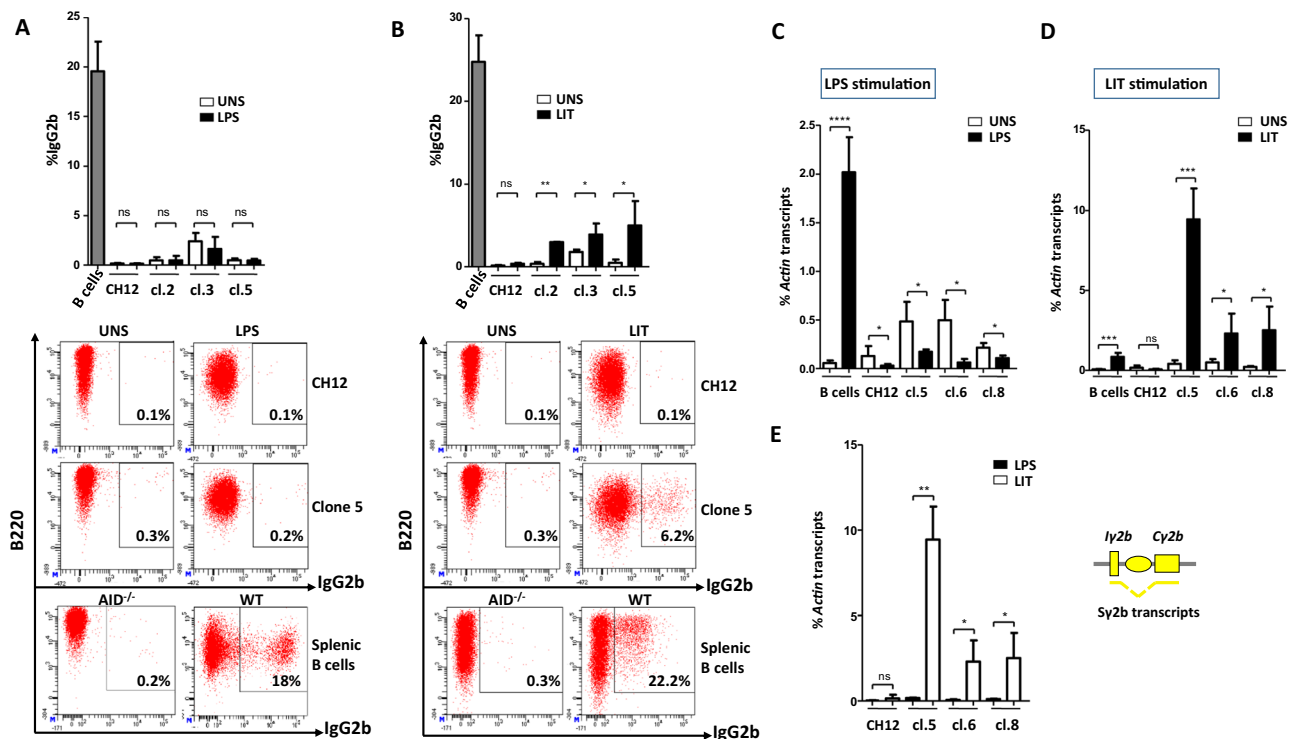 A
%IgG2b
25
20
15
10
5
0
UNS
LPS
ns
ns
ns
ns
B cells
CH12
cl.2
cl.3
cl.5
UNS
LPS
CH12
0.1%
0.1%
Clone 5
0.3%
0.2%
B220
IgG2b
AID-/-
WT
Splenic
B cells
0.2%
18%
IgG2b
B
%IgG2b
30
20
10
0
UNS
LIT
ns
**
*
*
B cells
CH12
cl.2
cl.3
cl.5
UNS
LIT
CH12
0.1%
0.1%
Clone 5
0.3%
6.2%
B220
IgG2b
AID-/-
WT
Splenic
B cells
0.3%
22.2%
IgG2b
C
LPS stimulation
% Actin transcripts
2.5
2.0
1.5
1.0
0.5
0.0
UNS
LPS
****
*
*
*
*
B cells
CH12
cl.5
cl.6
cl.8
D
LIT stimulation
% Actin transcripts
15
10
5
0
UNS
LIT
***
ns
***
*
*
B cells
CH12
cl.5
cl.6
cl.8
E
% Actin transcripts
15
10
5
0
LPS
LIT
ns
**
*
*
CH12
cl.5
cl.6
cl.8
Iγ2b
Cγ2b
Sγ2b transcripts